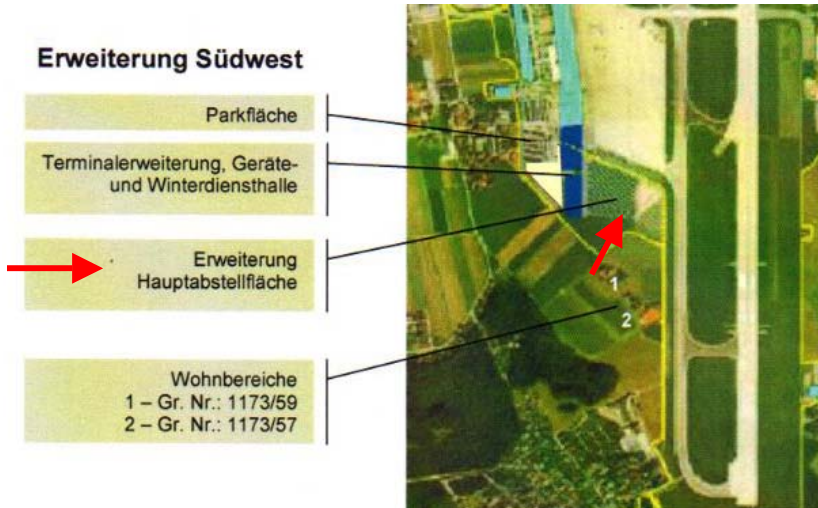 Erweiterung Südwest
Parkfläche
Terminalerweiterung, Geräte-
und Winterdiensthalle
Erweiterung
Hauptabstellfläche
Wohnbereiche
1 – Gr. Nr.: 1173/59
2 – Gr. Nr.: 1173/57
1
2